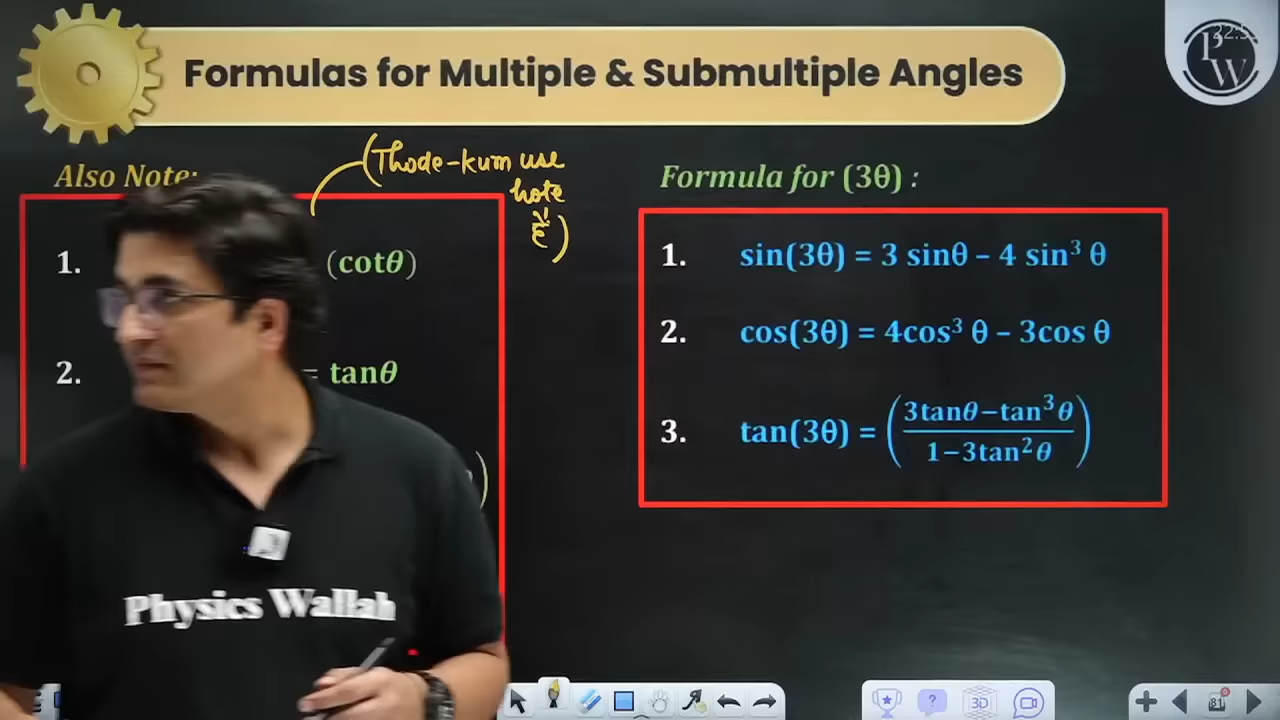 Formulas for Multiple & Submultiple Angles
PW
Also Note:
(Thode-kum use
hote
हैं)
1. (cotθ)
2. = tanθ
)
Formula for (3θ) :
1. sin(3θ) = 3 sinθ – 4 sin³ θ
2. cos(3θ) = 4cos³ θ – 3cos θ
3. tan(3θ) = (3tanθ−tan³θ / 1−3tan²θ)
Physics Wallah
3D
81